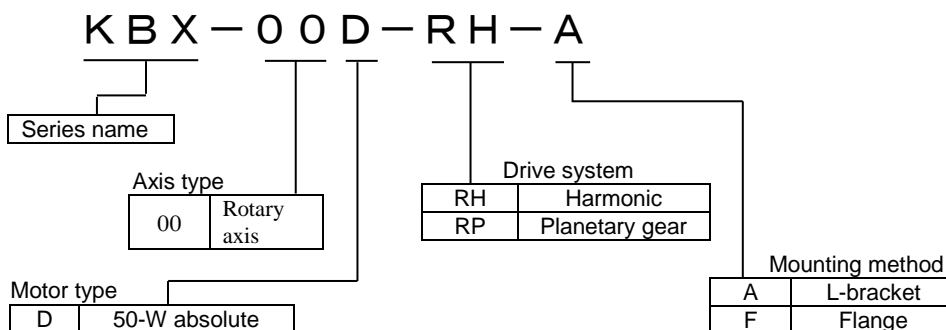 KBX-00D-RH-A
Series name
Axis type
00 Rotary axis
Drive system
RH Harmonic
RP Planetary gear
Motor type
D 50-W absolute
Mounting method
A L-bracket
F Flange